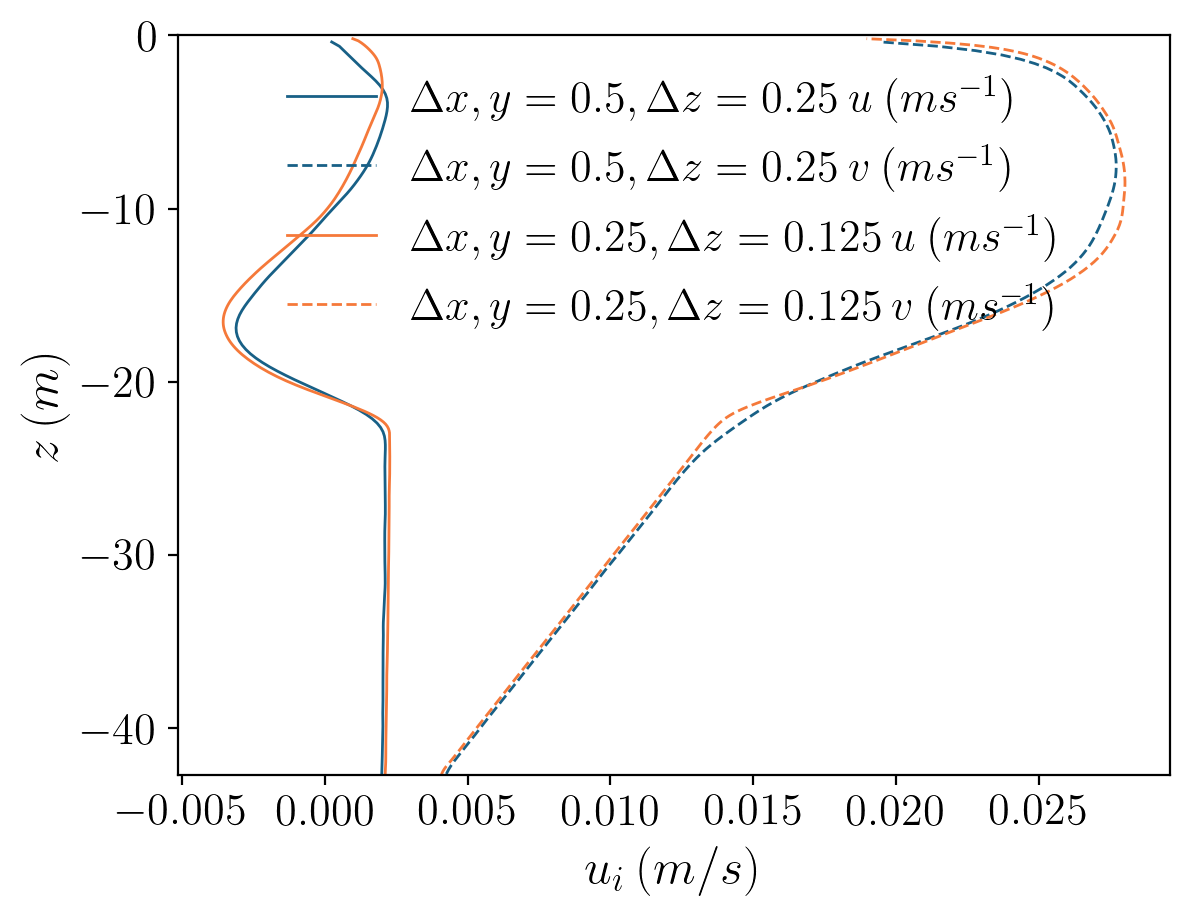 0
−10
−20
−30
−40
z (m)
Δx, y = 0.5, Δz = 0.25 u (ms⁻¹)
Δx, y = 0.5, Δz = 0.25 v (ms⁻¹)
Δx, y = 0.25, Δz = 0.125 u (ms⁻¹)
Δx, y = 0.25, Δz = 0.125 v (ms⁻¹)
−0.005 0.000 0.005 0.010 0.015 0.020 0.025
uᵢ (m/s)